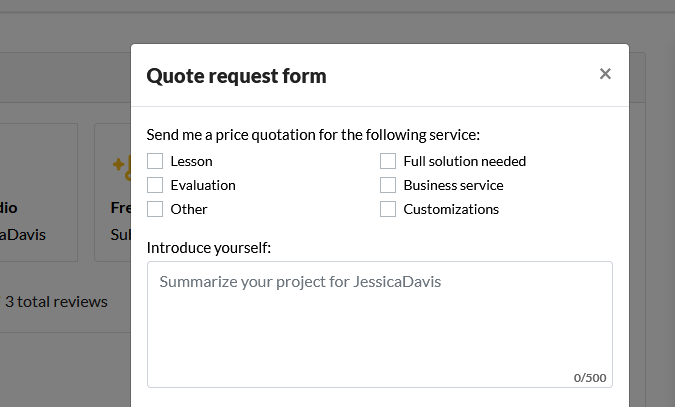 Quote request form
×
Send me a price quotation for the following service:
Lesson
Full solution needed
Evaluation
Business service
Other
Customizations
Introduce yourself:
Summarize your project for JessicaDavis
0/500
dio
Fre
aDavis
Sul
3 total reviews